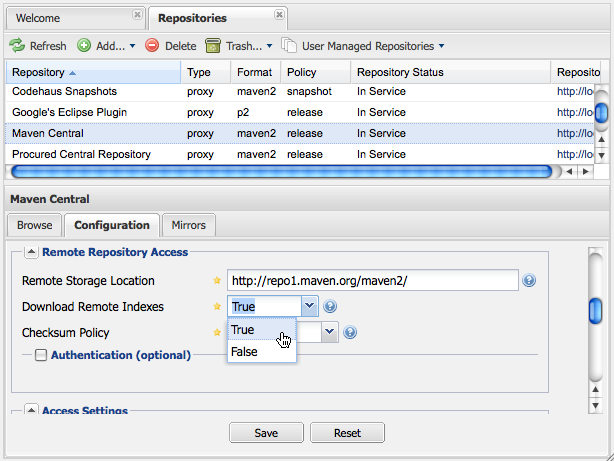 Welcome Repositories
Refresh Add... Delete Trash... User Managed Repositories
Repository Type Format Policy Repository Status Reposito
Codehaus Snapshots proxy maven2 snapshot In Service http://lo
Google's Eclipse Plugin proxy p2 release In Service http://lo
Maven Central proxy maven2 release In Service http://lo
Procured Central Repository proxy maven2 release In Service http://lo
Maven Central
Browse Configuration Mirrors
Remote Repository Access
Remote Storage Location http://repo1.maven.org/maven2/
Download Remote Indexes True
Checksum Policy True
False
Authentication (optional)
Access Settings
Save Reset